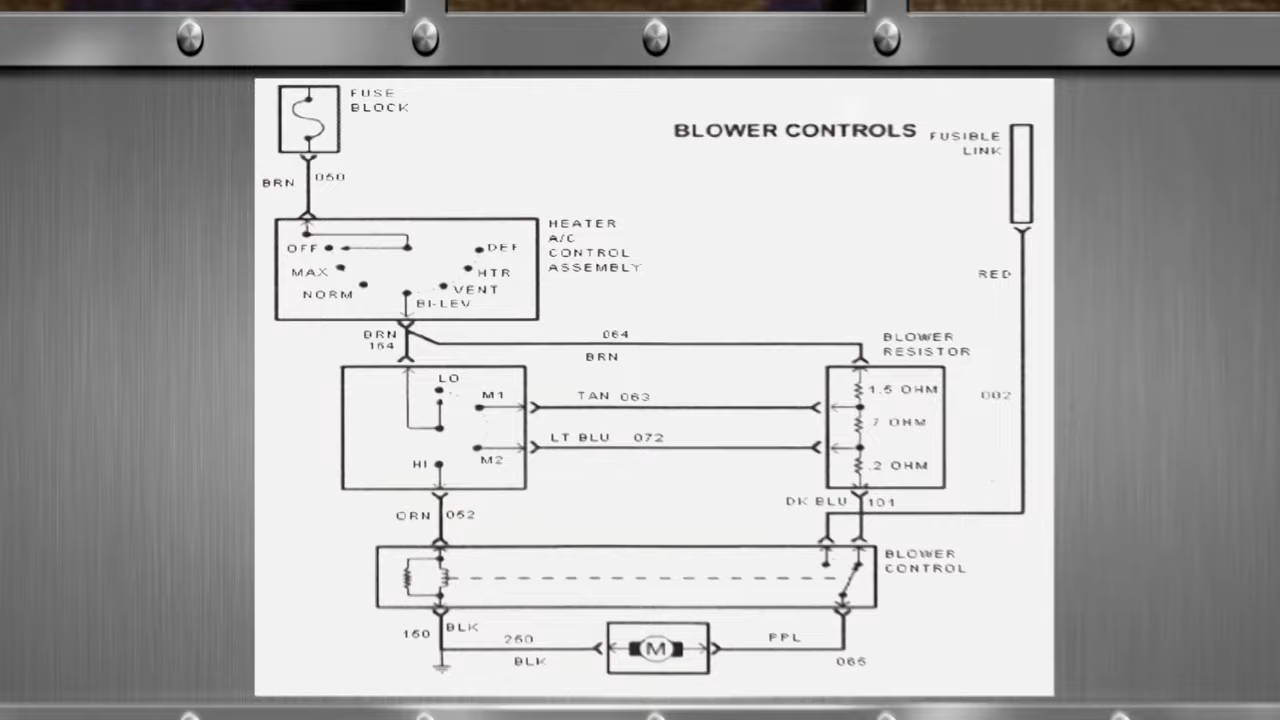 FUSE
BLOCK
BLOWER CONTROLS
FUSIBLE
LINK
BRN
050
HEATER
A/C
CONTROL
ASSEMBLY
OFF
DEF
MAX
HTR
NORM
VENT
BI-LEV
RED
BRN
164
064
BRN
BLOWER
RESISTOR
LO
M1
TAN 063
1.5 OHM
002
.7 OHM
LT BLU 072
HI
M2
.2 OHM
DK BLU 101
ORN 052
BLOWER
CONTROL
160 BLK
260
BLK
M
PPL
065